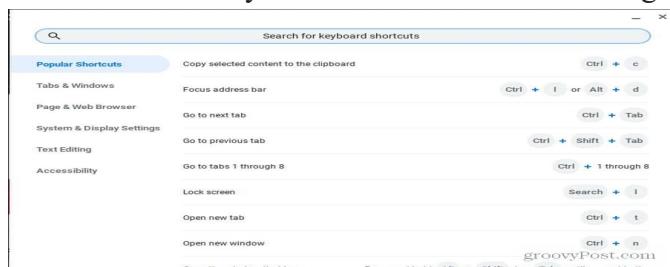 Search for keyboard shortcuts
Popular Shortcuts
Tabs & Windows
Page & Web Browser
System & Display Settings
Text Editing
Accessibility
Copy selected content to the clipboard Ctrl + c
Focus address bar Ctrl + l or Alt + d
Go to next tab Ctrl + Tab
Go to previous tab Ctrl + Shift + Tab
Go to tabs 1 through 8 Ctrl + 1 through 8
Lock screen Search + l
Open new tab Ctrl + t
Open new window Ctrl + n
groovyPost.com